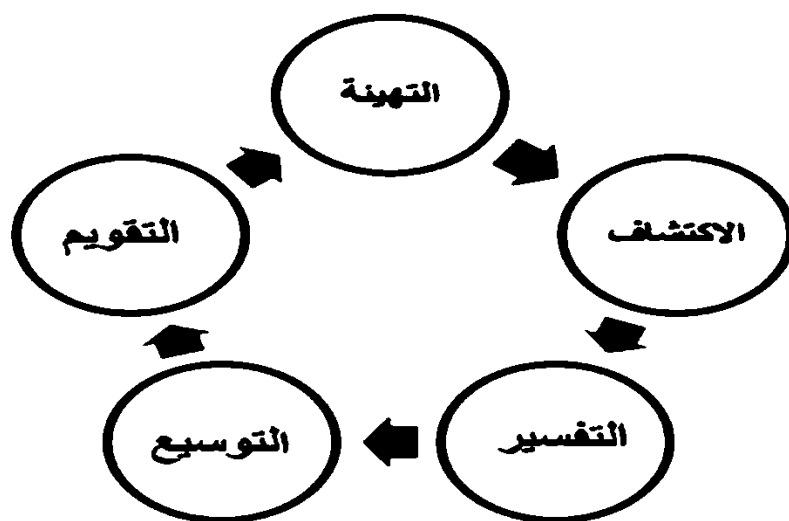 التهيئة
الاكتشاف
التفسير
التوسيع
التقويم